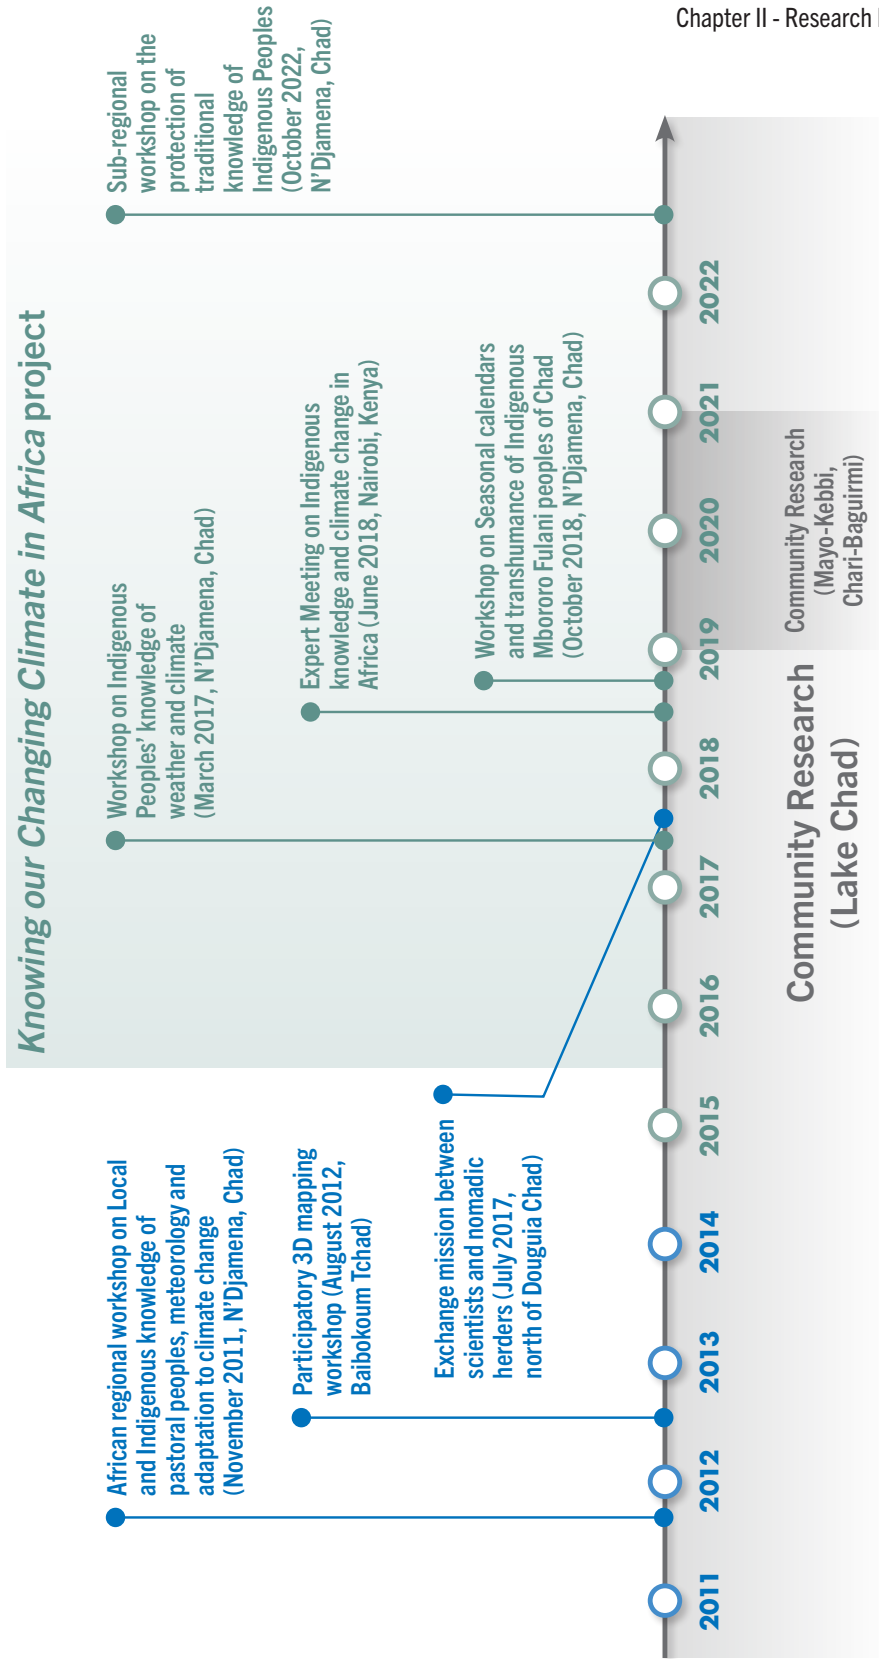 Chapter II - Research
Knowing our Changing Climate in Africa project
African regional workshop on Local
and Indigenous knowledge of
pastoral peoples, meteorology and
adaptation to climate change
(November 2011, N'Djamena, Chad)
Participatory 3D mapping
workshop (August 2012,
Baibokoum Tchad)
Exchange mission between
scientists and nomadic
herders (July 2017,
north of Douguia Chad)
Workshop on Indigenous
Peoples' knowledge of
weather and climate
(March 2017, N'Djamena, Chad)
Expert Meeting on Indigenous
knowledge and climate change in
Africa (June 2018, Nairobi, Kenya)
Workshop on Seasonal calendars
and transhumance of Indigenous
Mbororo Fulani peoples of Chad
(October 2018, N'Djamena, Chad)
Sub-regional
workshop on the
protection of
traditional
knowledge of
Indigenous Peoples
(October 2022,
N'Djamena, Chad)
2011
2012
2013
2014
2015
2016
2017
2018
2019
2020
2021
2022
Community Research
(Lake Chad)
Community Research
(Mayo-Kebbi,
Chari-Baguirmi)